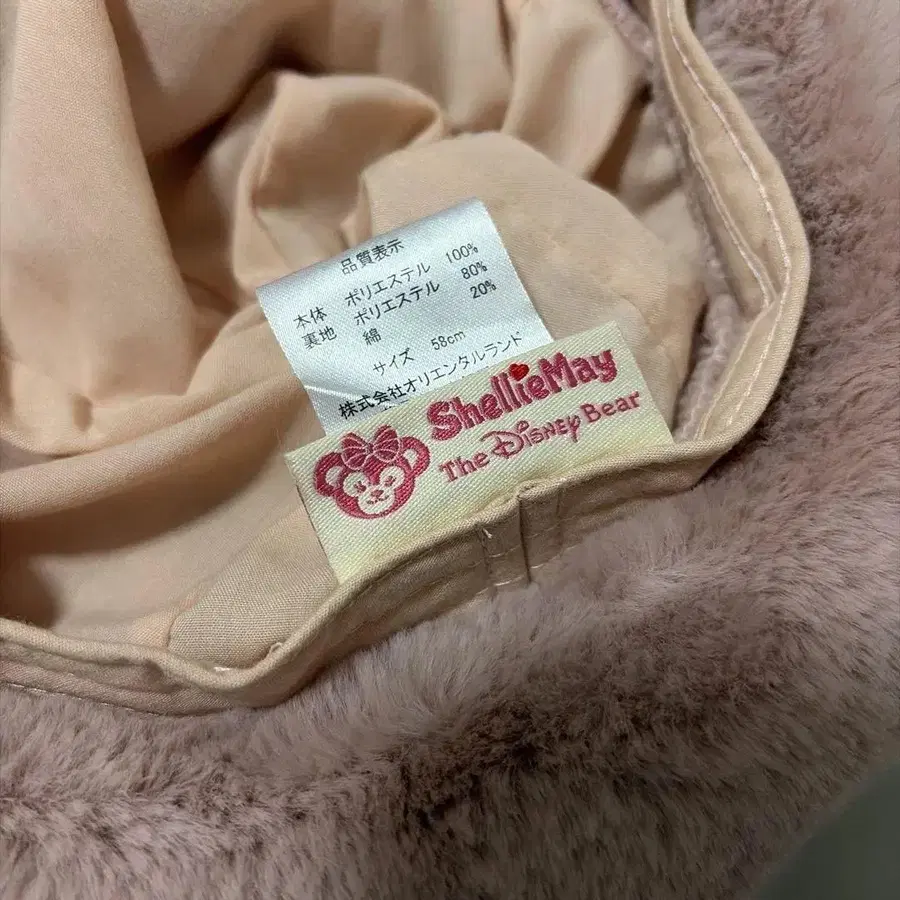 品質表示
本体 ポリエステル 100%
裏地 ポリエステル 80%
綿 20%
サイズ 58cm
株式会社オリエンタルランド
ShellieMay
The Disney Bear